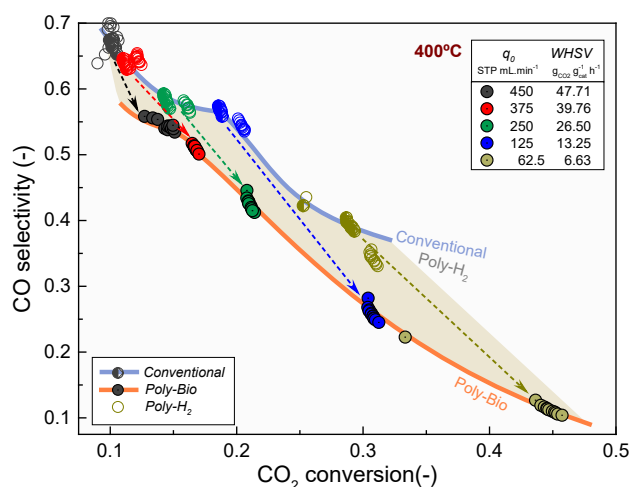 400ºC
q0 WHSV
STP mL.min-1 gCO2 gcat-1 h-1
450 47.71
375 39.76
250 26.50
125 13.25
62.5 6.63
0.7
0.6
0.5
0.4
0.3
0.2
0.1
CO selectivity (-)
Conventional
Poly-H2
Poly-Bio
Conventional
Poly-Bio
Poly-H2
0.1 0.2 0.3 0.4 0.5
CO2 conversion(-)